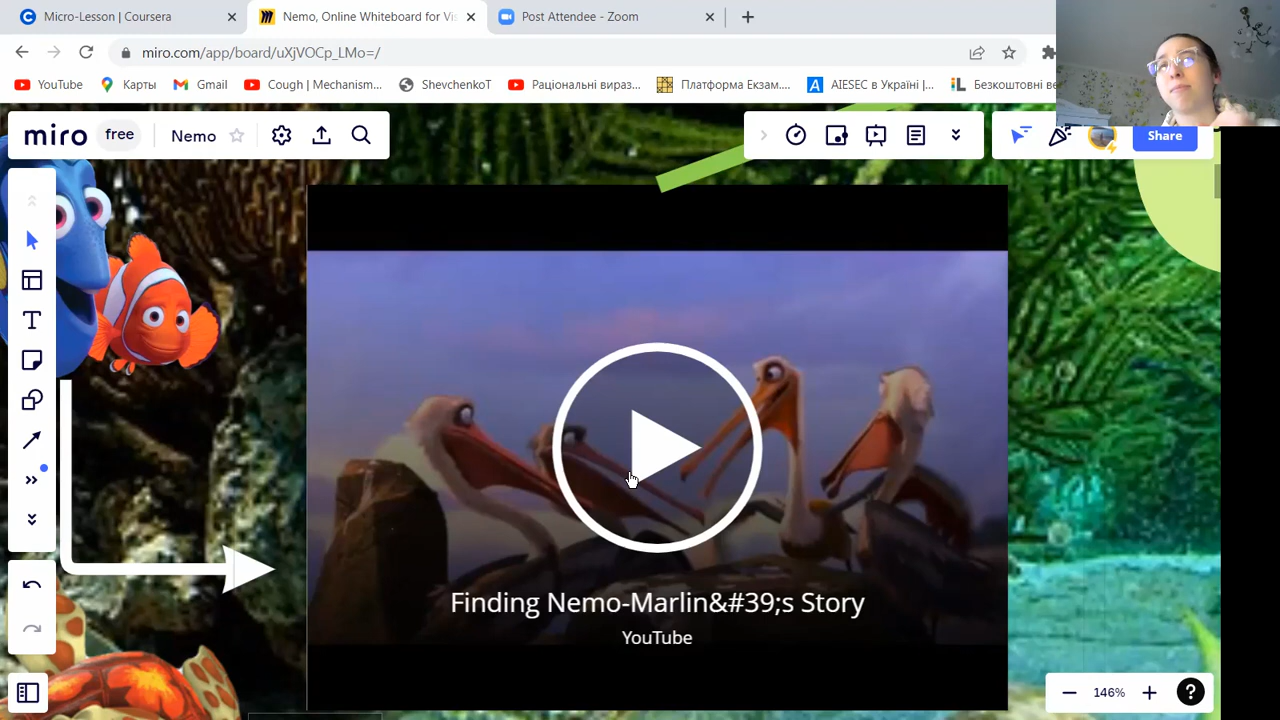 Micro-Lesson | Coursera
Nemo, Online Whiteboard for Vis
Post Attendee - Zoom
miro.com/app/board/uXjVOCp_LMo=/
YouTube
Карты
Gmail
Cough | Mechanism...
ShevchenkoT
Раціональні вираз...
Платформа Екзам...
AIESEC в Україні |...
Безкоштовні ве
miro
free
Nemo
Share
Finding Nemo-Marlin&#39;s Story
YouTube
146%